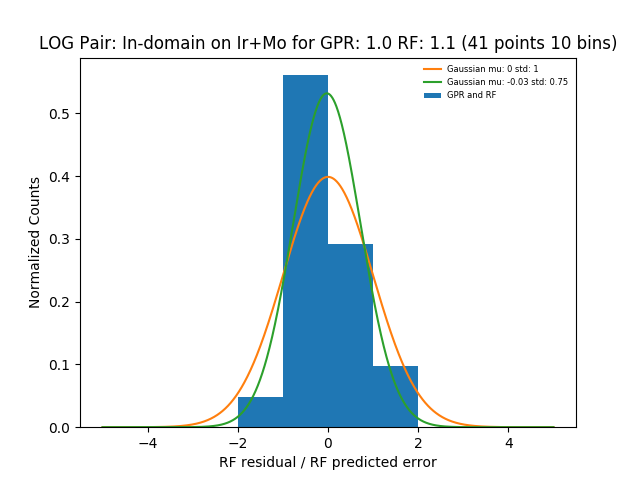 LOG Pair: In-domain on Ir+Mo for GPR: 1.0 RF: 1.1 (41 points 10 bins)
Gaussian mu: 0 std: 1
Gaussian mu: -0.03 std: 0.75
GPR and RF
Normalized Counts
0.5
0.4
0.3
0.2
0.1
0.0
−4
−2
0
2
4
RF residual / RF predicted error